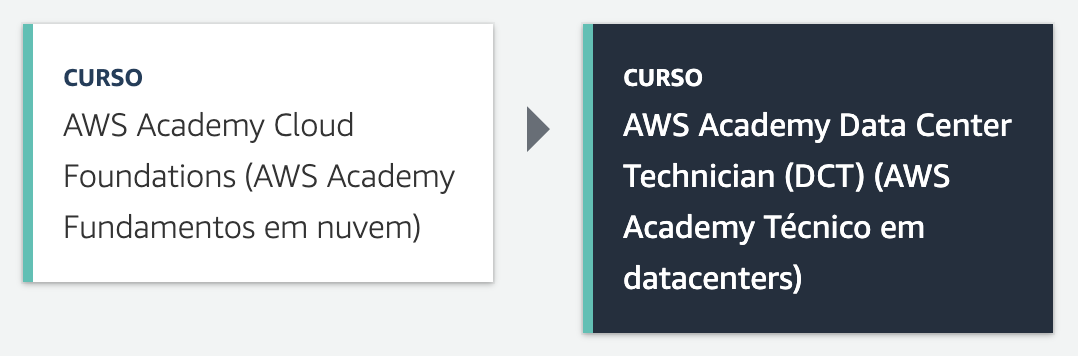 CURSO
AWS Academy Cloud
Foundations (AWS Academy
Fundamentos em nuvem)
CURSO
AWS Academy Data Center
Technician (DCT) (AWS
Academy Técnico em
datacenters)